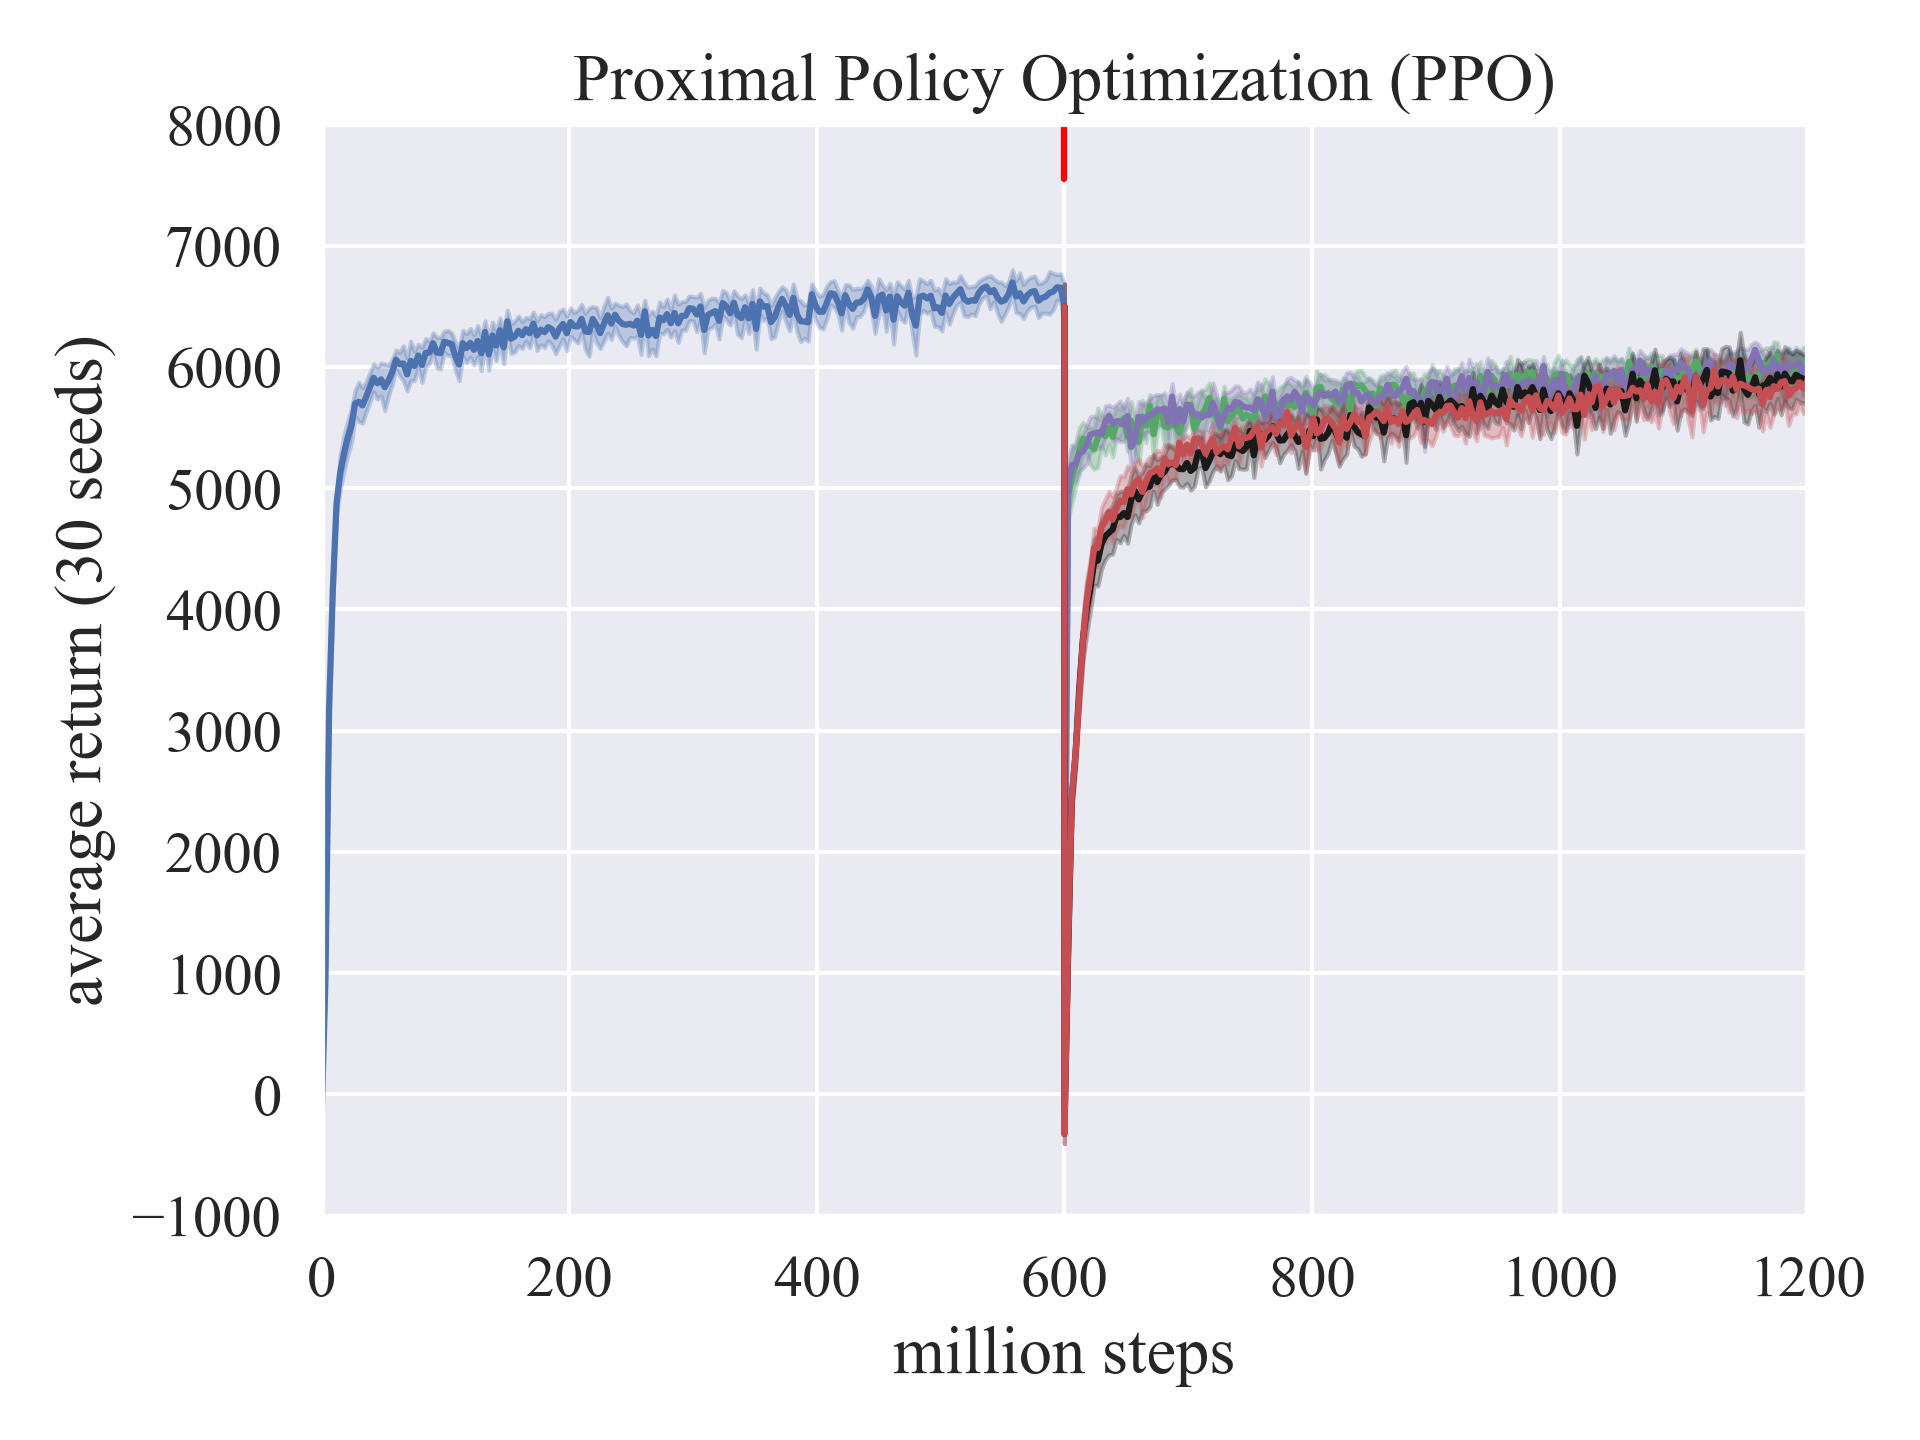 Proximal Policy Optimization (PPO)
8000
7000
6000
5000
4000
3000
2000
1000
0
−1000
average return (30 seeds)
0 200 400 600 800 1000 1200
million steps